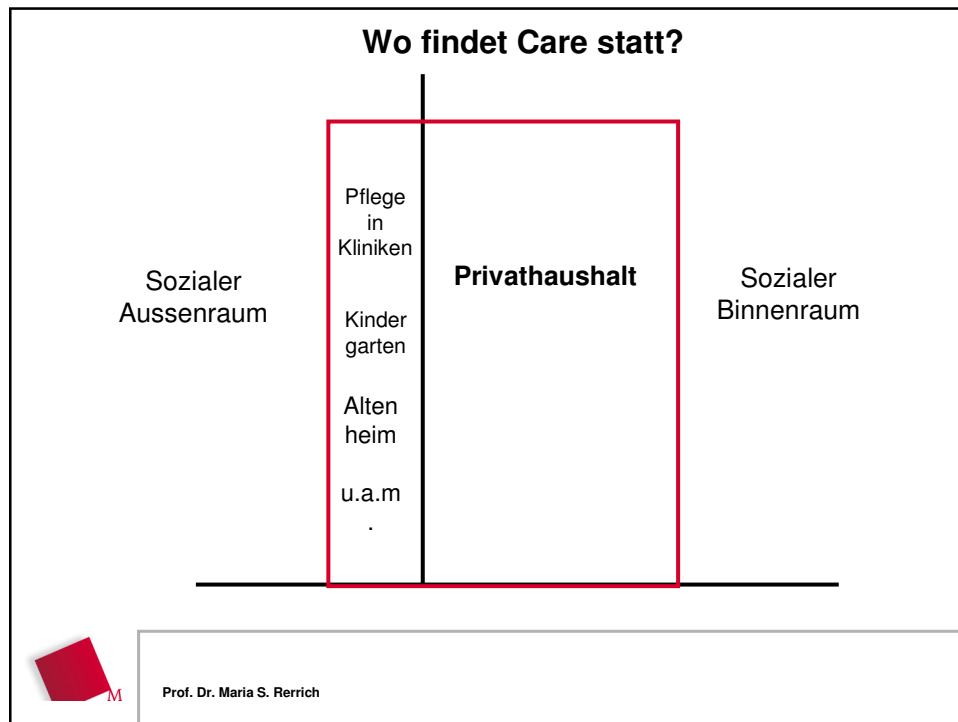 Wo findet Care statt?
Sozialer
Aussenraum
Pflege
in
Kliniken
Kinder
garten
Alten
heim
u.a.m
.
Privathaushalt
Sozialer
Binnenraum
M
Prof. Dr. Maria S. Rerrich